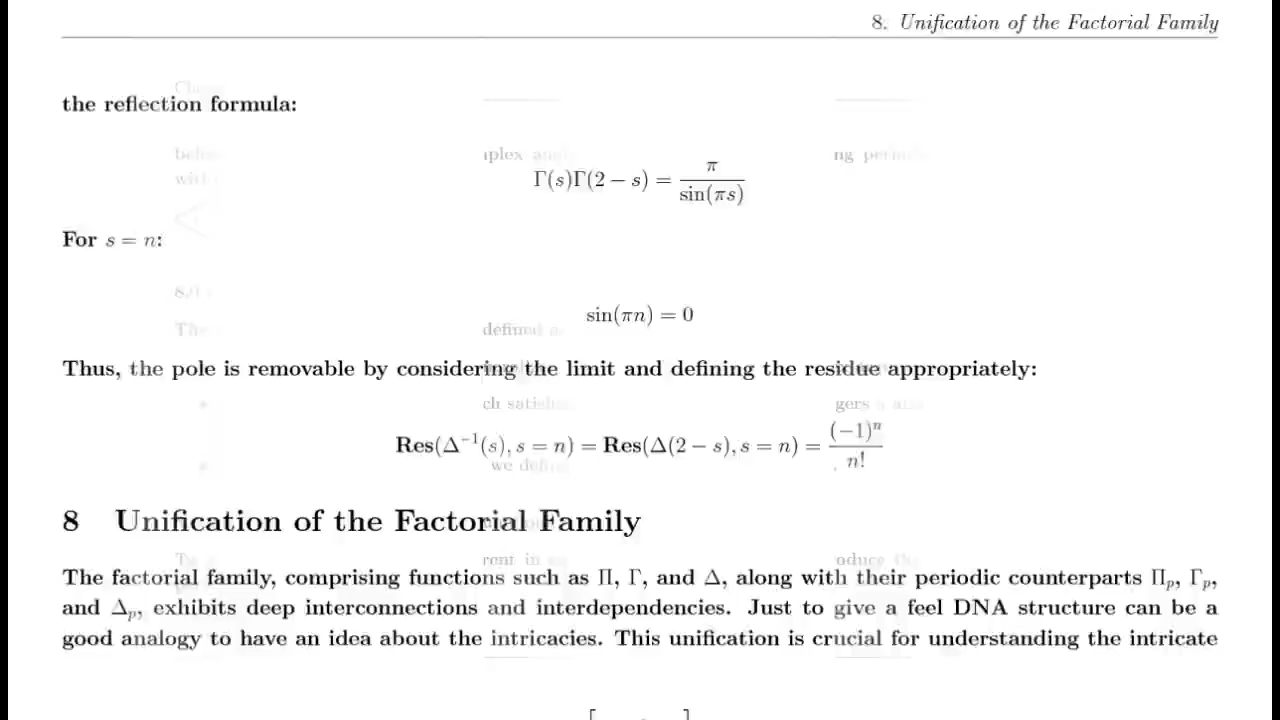 8. Unification of the Factorial Family
the reflection formula:
Γ(s)Γ(2 − s) = π / sin(πs)
For s = n:
sin(πn) = 0
Thus, the pole is removable by considering the limit and defining the residue appropriately:
Res(Δ⁻¹(s), s = n) = Res(Δ(2 − s), s = n) = (−1)ⁿ / n!
8 Unification of the Factorial Family
The factorial family, comprising functions such as Π, Γ, and Δ, along with their periodic counterparts Πₚ, Γₚ,
and Δₚ, exhibits deep interconnections and interdependencies. Just to give a feel DNA structure can be a
good analogy to have an idea about the intricacies. This unification is crucial for understanding the intricate